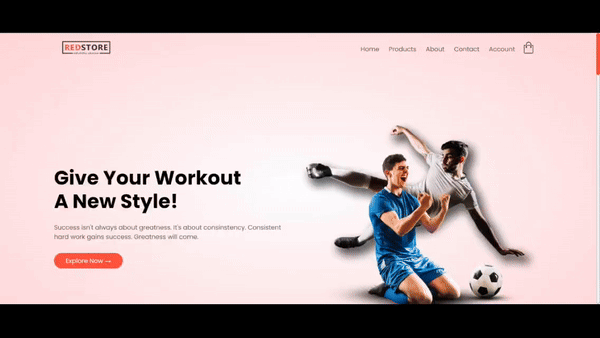 REDSTORE
Home Products About Contact Account
Give Your Workout
A New Style!
Success isn't always about greatness. It's about consinstency. Consistent
hard work gains success. Greatness will come.
Explore Now →